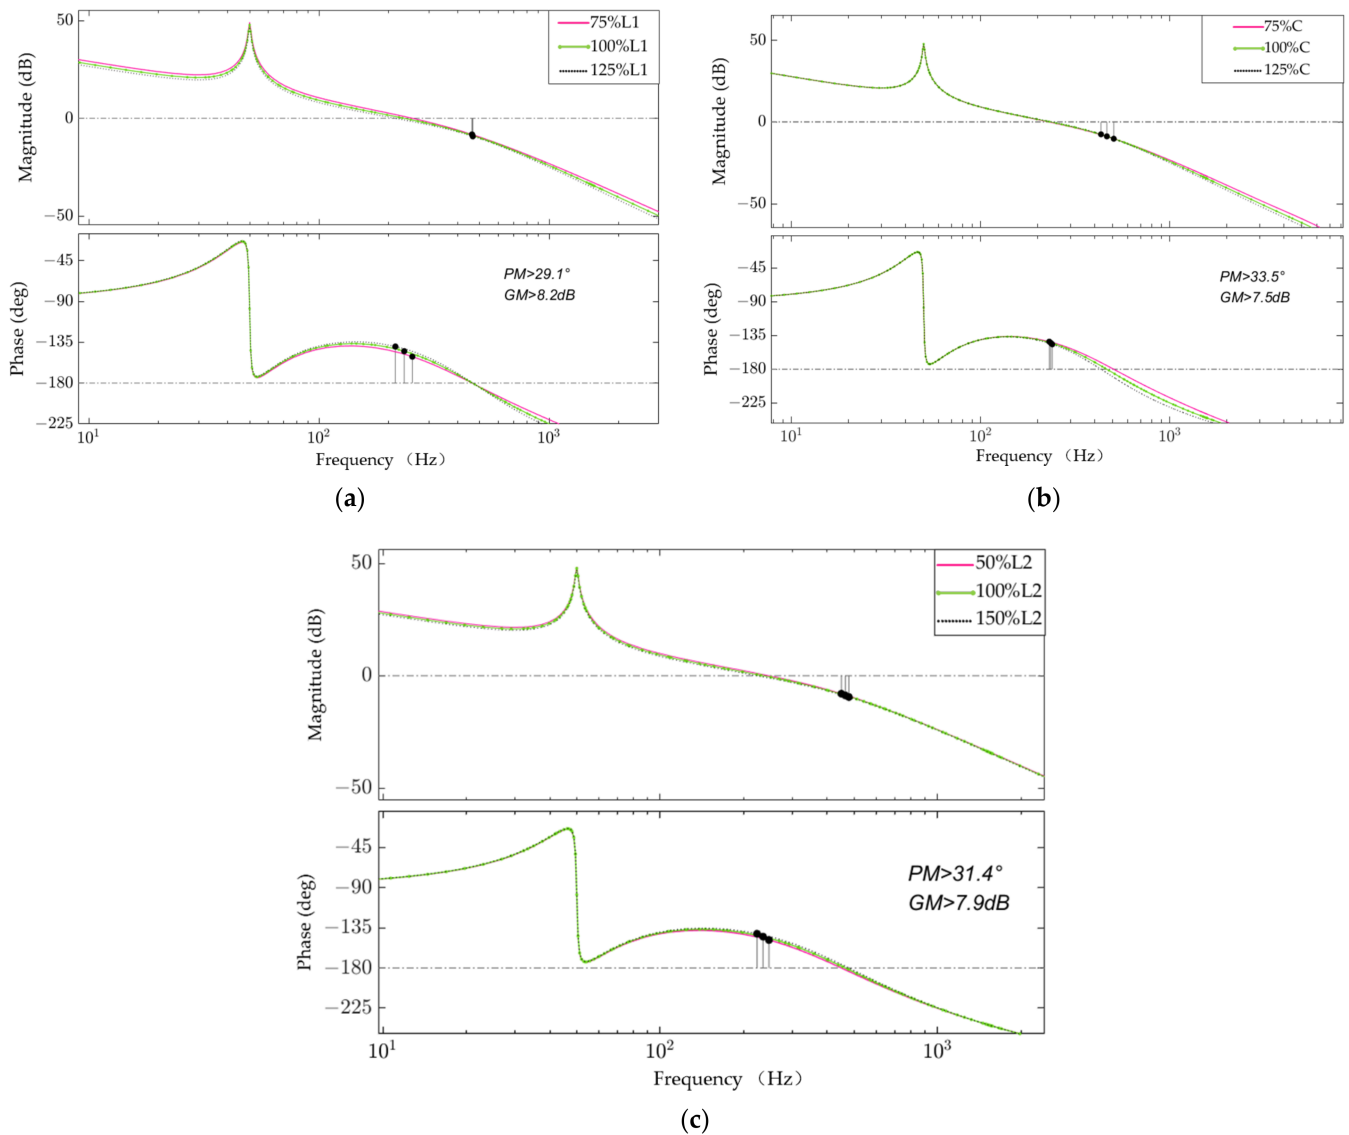 75%L1
100%L1
125%L1
50
0
−50
Magnitude (dB)
−45
−90
−135
−180
−225
Phase (deg)
PM>29.1°
GM>8.2dB
10¹
10²
10³
Frequency （Hz）
(a)
75%C
100%C
125%C
50
0
−50
Magnitude (dB)
−45
−90
−135
−180
−225
Phase (deg)
PM>33.5°
GM>7.5dB
10¹
10²
10³
Frequency （Hz）
(b)
50%L2
100%L2
150%L2
50
0
−50
Magnitude (dB)
−45
−90
−135
−180
−225
Phase (deg)
PM>31.4°
GM>7.9dB
10¹
10²
10³
Frequency （Hz）
(c)